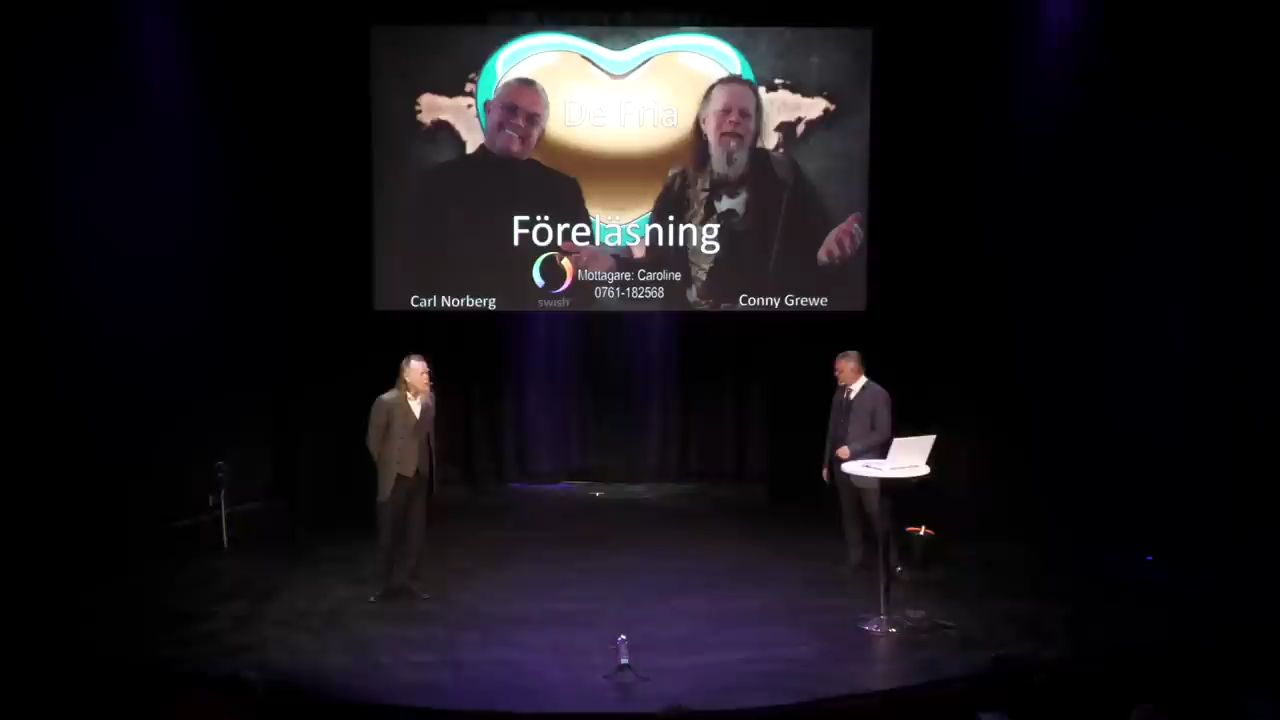 De Fria
Föreläsning
swish
Mottagare: Caroline
0761-182568
Carl Norberg
Conny Grewe